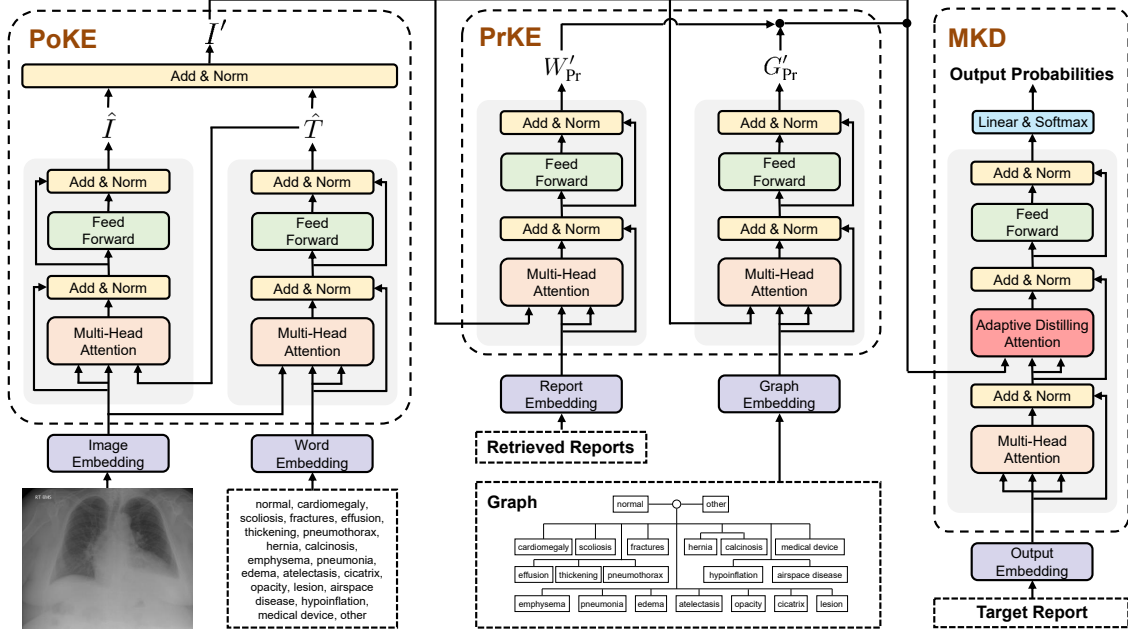 PoKE
I′
Add & Norm
Î
T̂
Add & Norm
Feed
Forward
Add & Norm
Multi-Head
Attention
Add & Norm
Feed
Forward
Add & Norm
Multi-Head
Attention
Image
Embedding
Word
Embedding
RT
normal, cardiomegaly,
scoliosis, fractures, effusion,
thickening, pneumothorax,
hernia, calcinosis,
emphysema, pneumonia,
edema, atelectasis, cicatrix,
opacity, lesion, airspace
disease, hypoinflation,
medical device, other
PrKE
W′Pr
G′Pr
Add & Norm
Feed
Forward
Add & Norm
Multi-Head
Attention
Add & Norm
Feed
Forward
Add & Norm
Multi-Head
Attention
Report
Embedding
Graph
Embedding
Retrieved Reports
Graph
normal other
cardiomegaly scoliosis fractures hernia calcinosis medical device
effusion thickening pneumothorax hypoinflation airspace disease
emphysema pneumonia edema atelectasis opacity cicatrix lesion
MKD
Output Probabilities
Linear & Softmax
Add & Norm
Feed
Forward
Add & Norm
Adaptive Distilling
Attention
Add & Norm
Multi-Head
Attention
Output
Embedding
Target Report